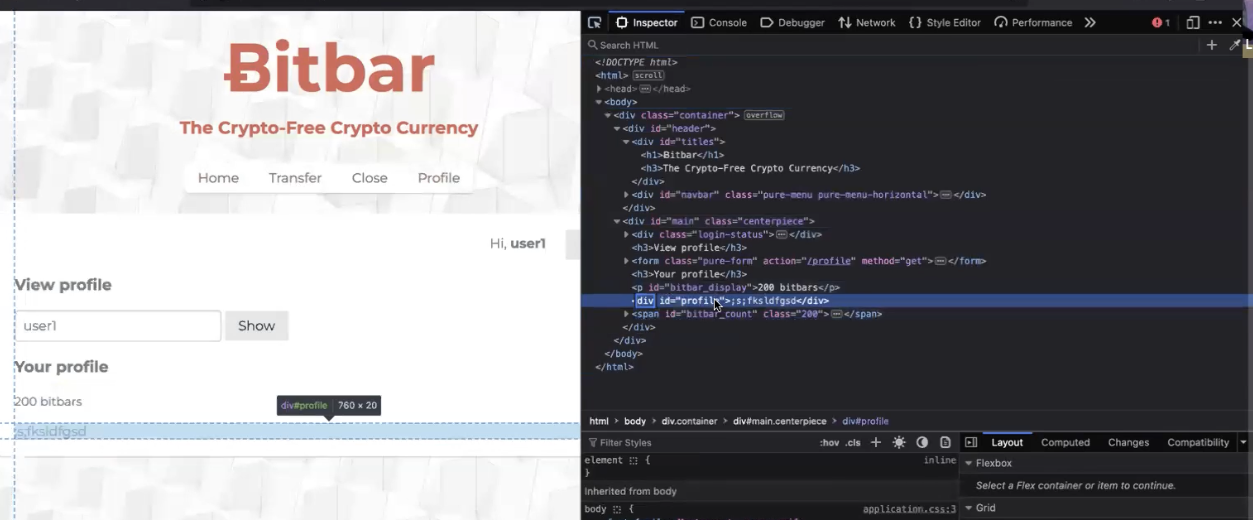 Ƀitbar
The Crypto-Free Crypto Currency
Home Transfer Close Profile
Hi, user1
View profile
user1 Show
Your profile
200 bitbars
div#profile 760 × 20
;s;fksldfgsd
Inspector Console Debugger Network Style Editor Performance 1
Search HTML
<!DOCTYPE html>
<html> scroll
<head> ⋯ </head>
<body>
<div class="container"> overflow
<div id="header">
<div id="titles">
<h1>Ƀitbar</h1>
<h3>The Crypto-Free Crypto Currency</h3>
</div>
<div id="navbar" class="pure-menu pure-menu-horizontal"> ⋯ </div>
</div>
<div id="main" class="centerpiece">
<div class="login-status"> ⋯ </div>
<h3>View profile</h3>
<form class="pure-form" action="/profile" method="get"> ⋯ </form>
<h3>Your profile</h3>
<p id="bitbar_display">200 bitbars</p>
div id="profile">;s;fksldfgsd</div>
<span id="bitbar_count" class="200"> ⋯ </span>
</div>
</div>
</body>
</html>
html > body > div.container > div#main.centerpiece > div#profile
Filter Styles :hov .cls + Layout Computed Changes Compatibility
element { inline
}
Inherited from body
body { application.css:3
Flexbox
Select a Flex container or item to continue.
Grid